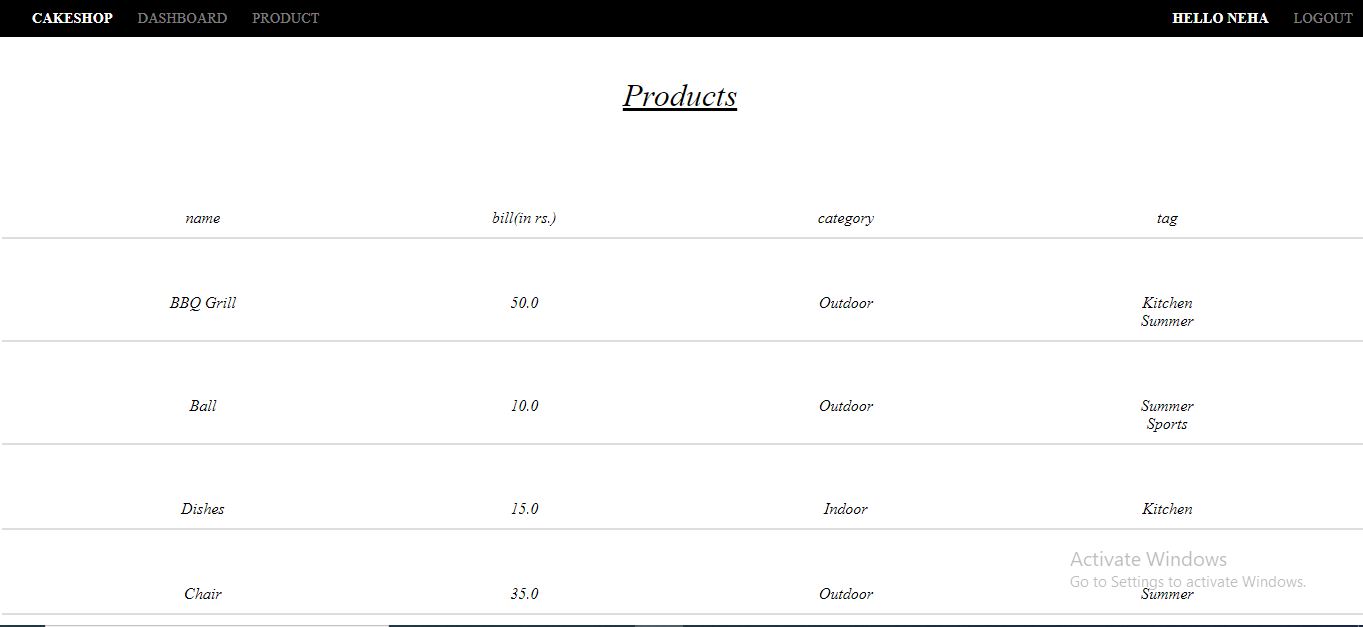 CAKESHOP DASHBOARD PRODUCT HELLO NEHA LOGOUT
Products
name bill(in rs.) category tag
BBQ Grill 50.0 Outdoor Kitchen
Summer
Ball 10.0 Outdoor Summer
Sports
Dishes 15.0 Indoor Kitchen
Activate Windows
Go to Settings to activate Windows.
Chair 35.0 Outdoor Summer